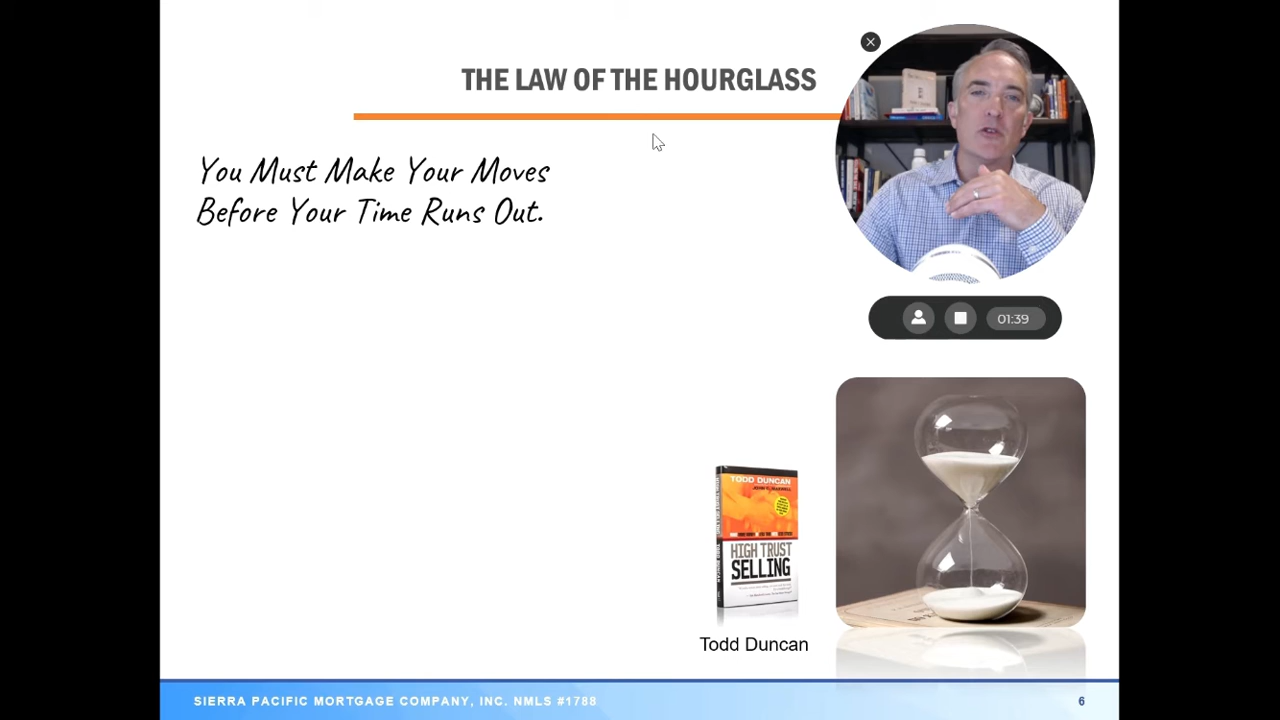 THE LAW OF THE HOURGLASS
You Must Make Your Moves
Before Your Time Runs Out.
01:39
TODD DUNCAN
HIGH TRUST
SELLING
Todd Duncan
SIERRA PACIFIC MORTGAGE COMPANY, INC. NMLS #1788
6